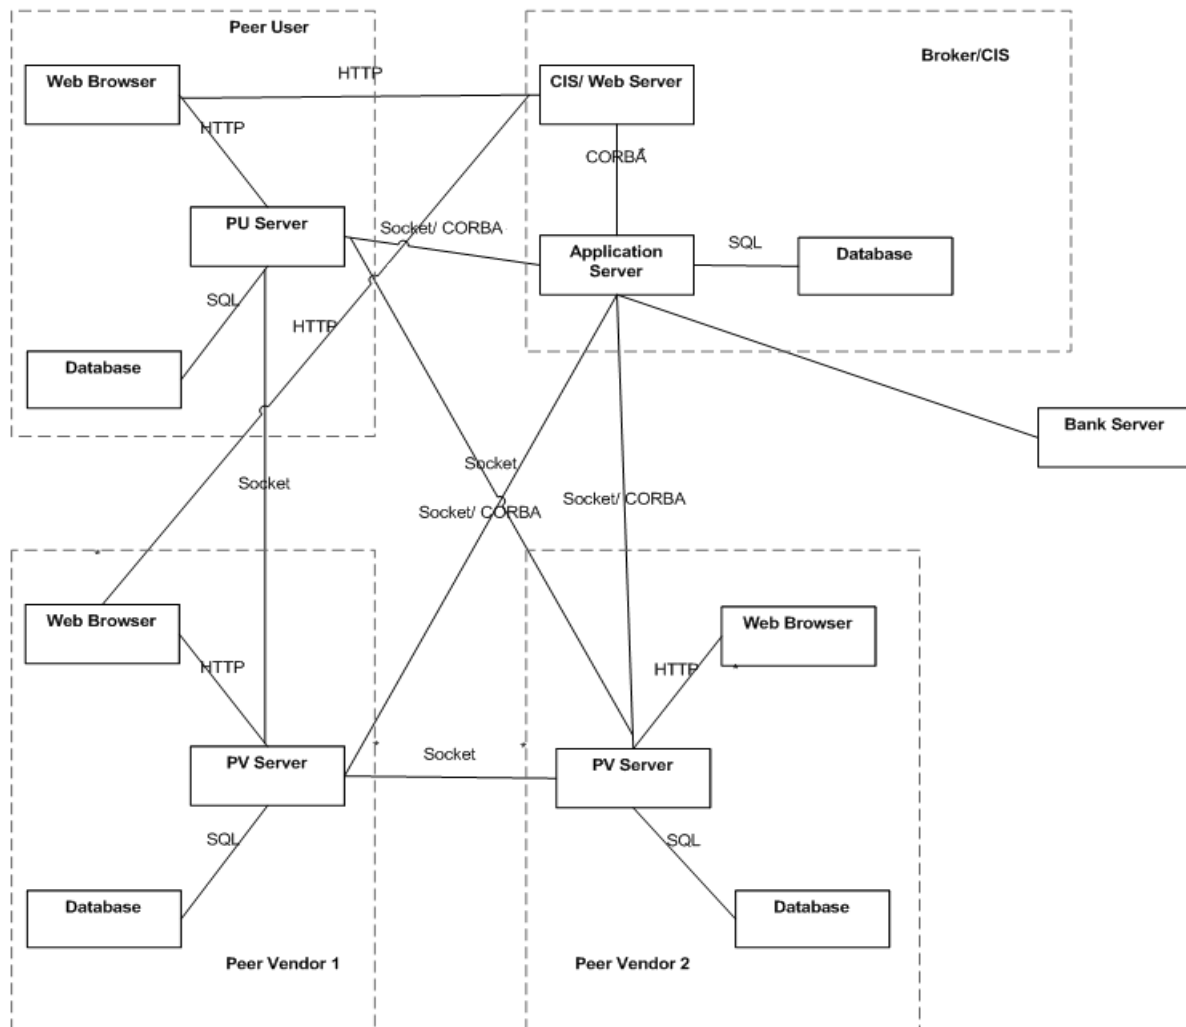 Peer User
Broker/CIS
Web Browser
HTTP
CIS/ Web Server
HTTP
CORBA
PU Server
Socket/ CORBA
Application
Server
SQL
Database
SQL
HTTP
Database
Bank Server
Socket
Socket
Socket/ CORBA
Socket/ CORBA
Web Browser
HTTP
Web Browser
HTTP
PV Server
Socket
PV Server
SQL
SQL
Database
Database
Peer Vendor 1
Peer Vendor 2